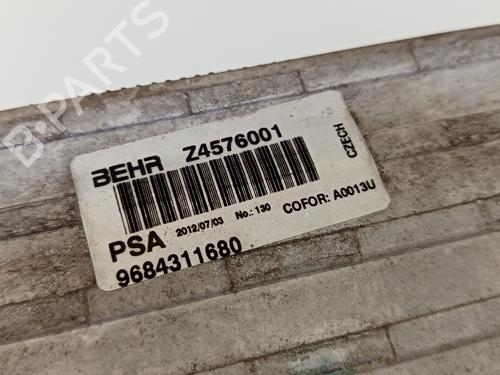 B-PARTS
BEHR Z4576001
CZECH
PSA 2012/07/03 No.: 130 COFOR: A0013U
9684311680